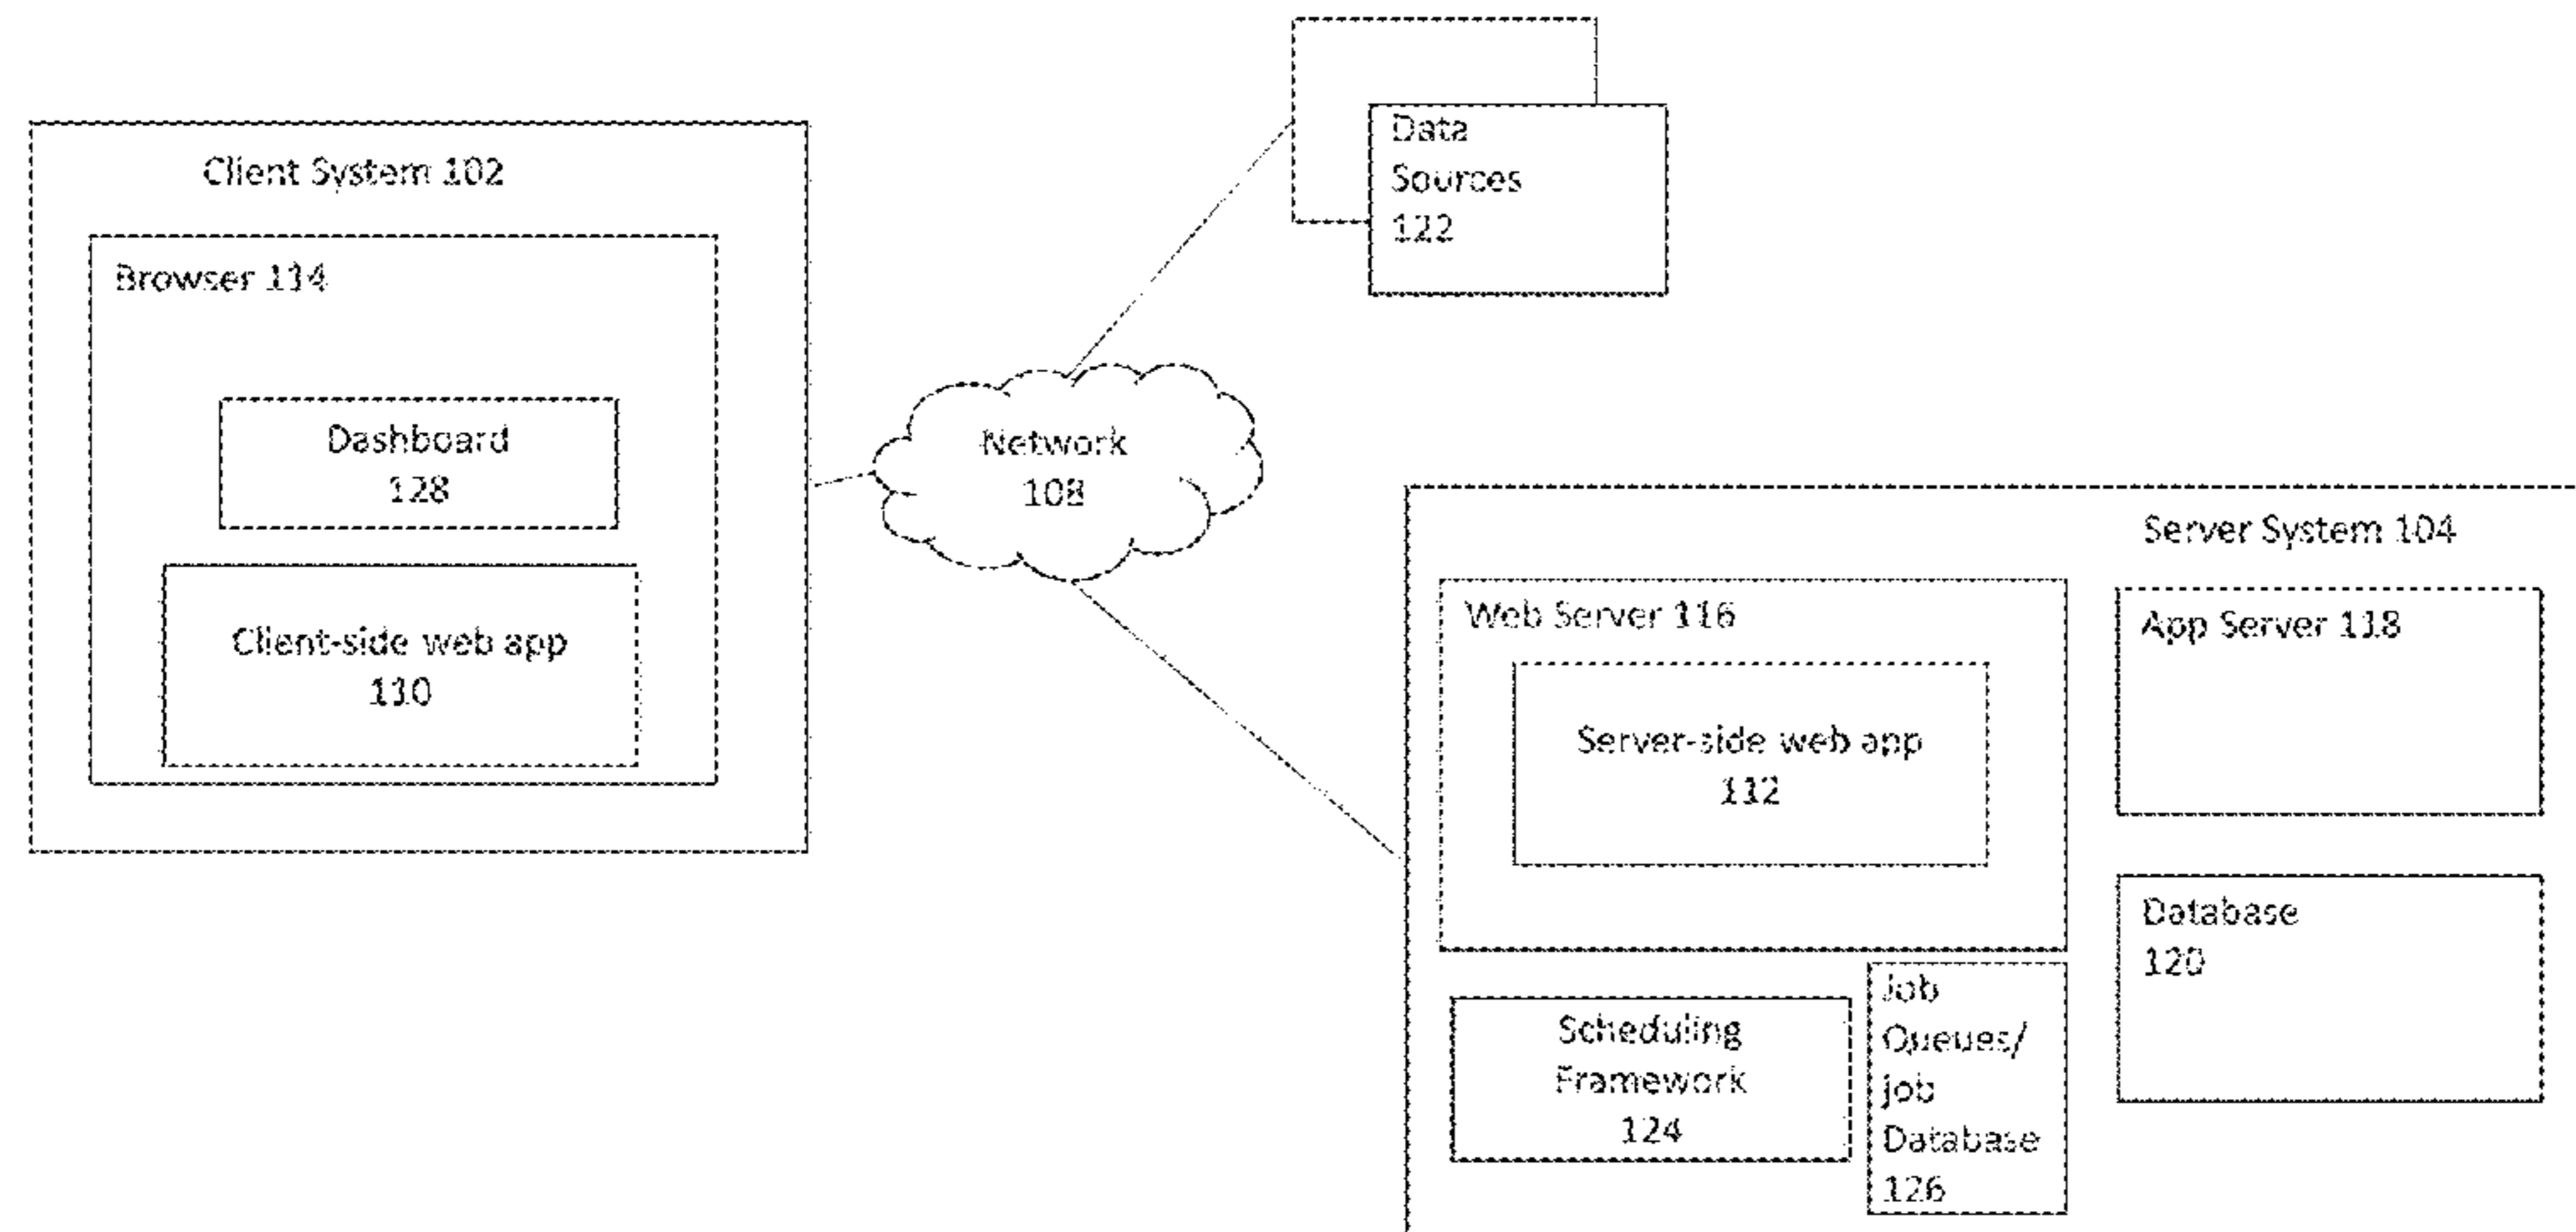 Client System 102
Browser 114
Dashboard
128
Client-side web app
110
Network
108
Data
Sources
122
Server System 104
Web Server 116
Server-side web app
112
App Server 118
Database
120
Scheduling
Framework
124
Job
Queues/
job
Database
126